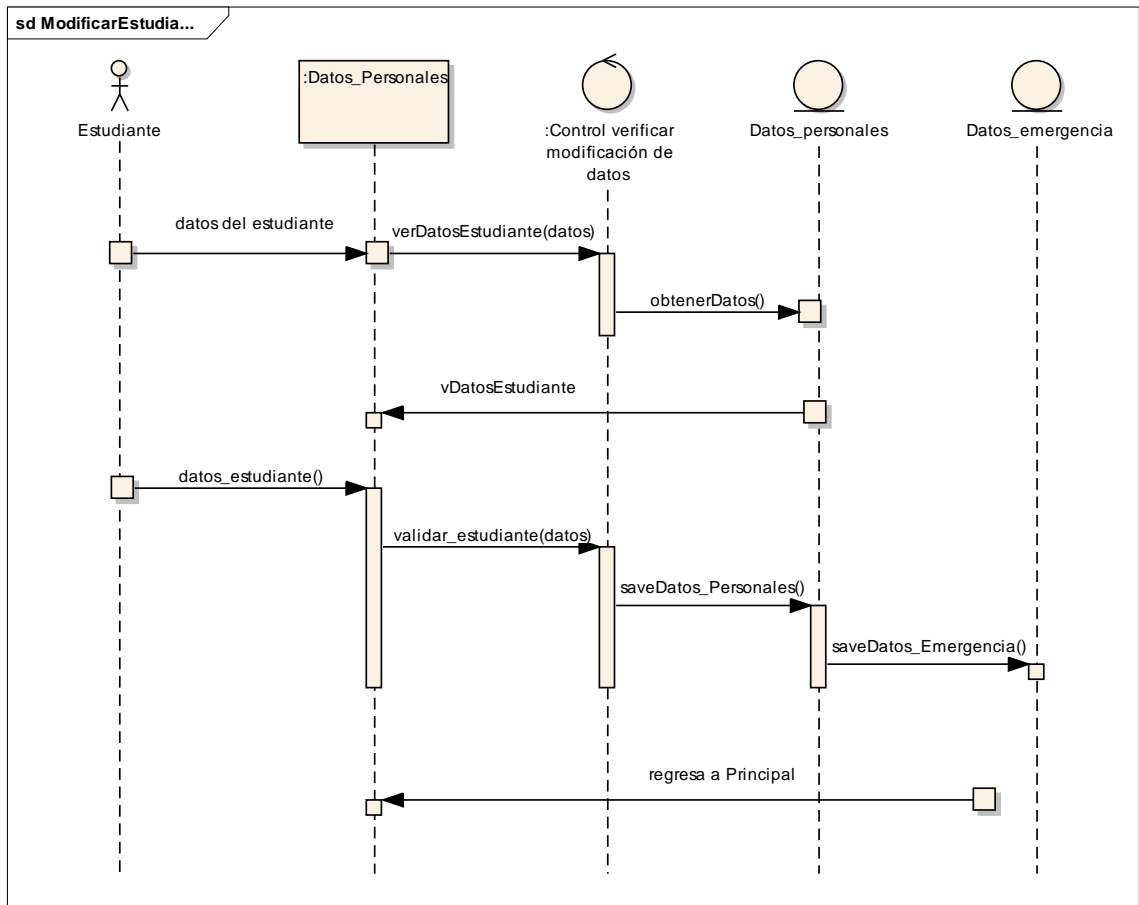 sd ModificarEstudia...
Estudiante
:Datos_Personales
:Control verificar
modificación de
datos
Datos_personales
Datos_emergencia
datos del estudiante
verDatosEstudiante(datos)
obtenerDatos()
vDatosEstudiante
datos_estudiante()
validar_estudiante(datos)
saveDatos_Personales()
saveDatos_Emergencia()
regresa a Principal